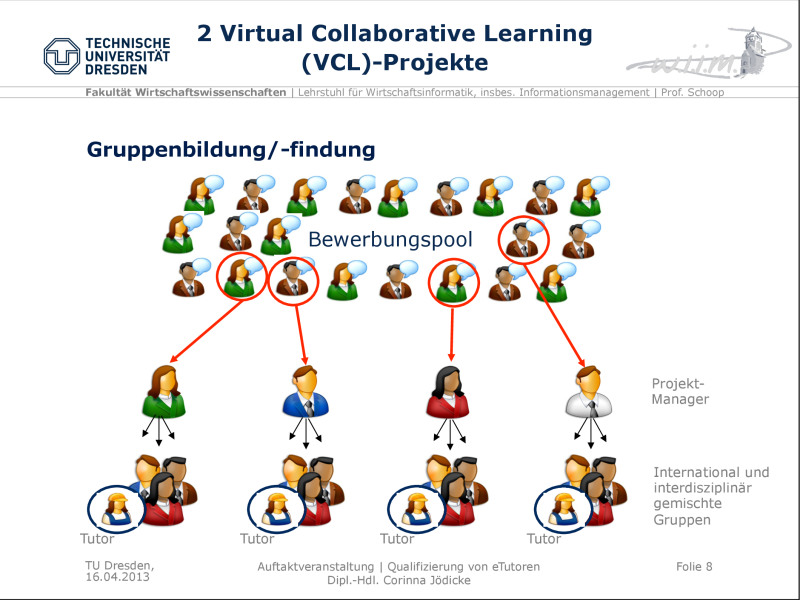 2 Virtual Collaborative Learning
(VCL)-Projekte
TECHNISCHE
UNIVERSITÄT
DRESDEN
wiim
Fakultät Wirtschaftswissenschaften | Lehrstuhl für Wirtschaftsinformatik, insbes. Informationsmanagement | Prof. Schoop
Gruppenbildung/-findung
Bewerbungspool
Projekt-
Manager
International und
interdisziplinär
gemischte
Gruppen
Tutor
Tutor
Tutor
Tutor
TU Dresden,
16.04.2013
Auftaktveranstaltung | Qualifizierung von eTutoren
Dipl.-Hdl. Corinna Jödicke
Folie 8